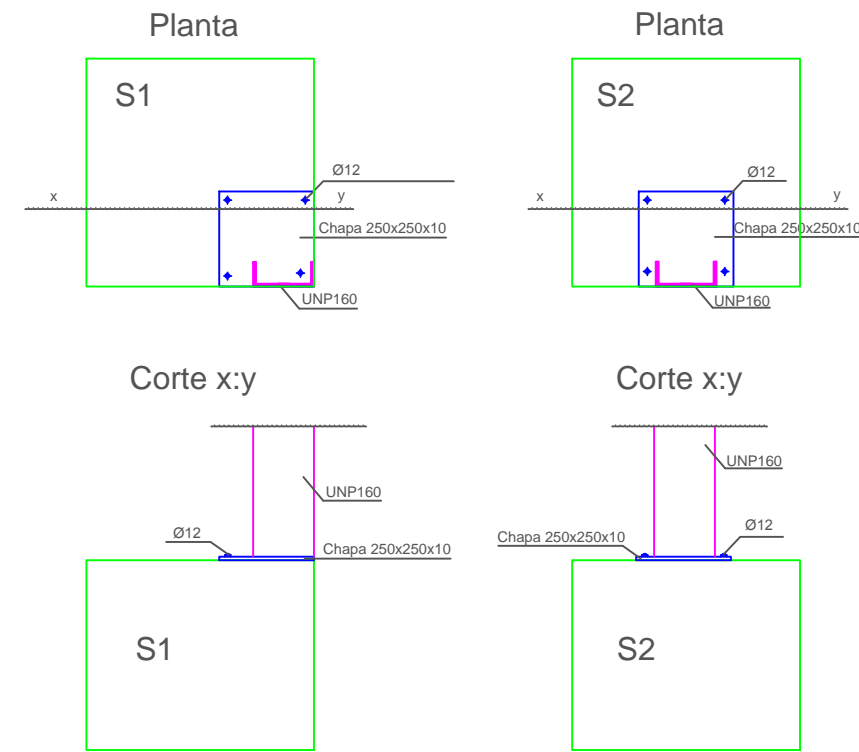 Planta
Planta
S1
S2
Ø12
Ø12
x
y
x
y
Chapa 250x250x10
Chapa 250x250x10
UNP160
UNP160
Corte x:y
Corte x:y
UNP160
UNP160
Ø12
Ø12
Chapa 250x250x10
Chapa 250x250x10
S1
S2